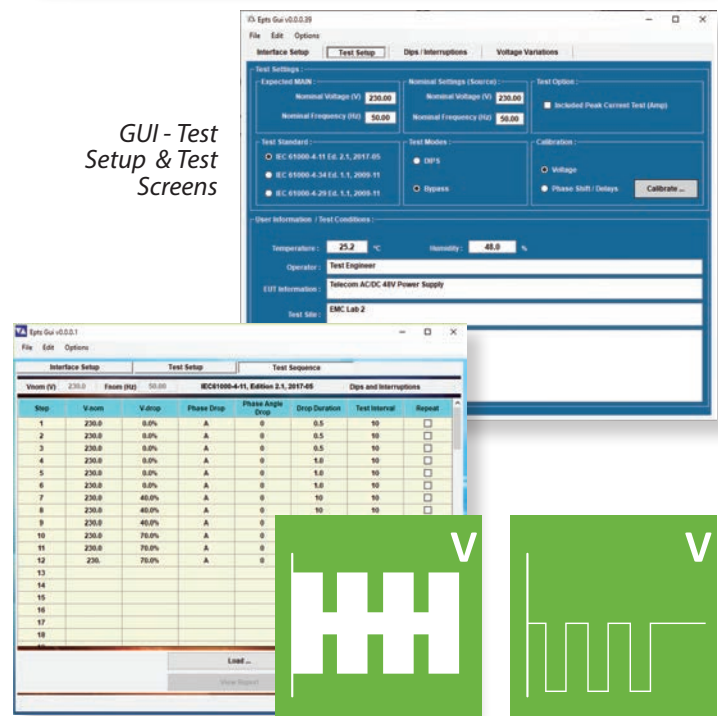 GUI - Test
Setup & Test
Screens
Epts Gui v0.0.0.39
File Edit Options
Interface Setup Test Setup Dips / Interruptions Voltage Variations
Test Settings :
Expected MAIN : Nominal Settings (Source) : Test Option :
Nominal Voltage (V) 230.00 Nominal Voltage (V) 230.00 Included Peak Current Test (Amp)
Nominal Frequency (Hz) 50.00 Nominal Frequency (Hz) 50.00
Test Standard : Test Modes : Calibration :
IEC 61000-4-11 Ed. 2.1, 2017-05 DIPS Voltage
IEC 61000-4-34 Ed. 1.1, 2009-11
IEC 61000-4-29 Ed. 1.1, 2009-11 Bypass Phase Shift / Delays Calibrate ...
User Information / Test Conditions :
Temperature : 25.2 °C Humidity : 48.0 %
Operator : Test Engineer
EUT Information : Telecom AC/DC 48V Power Supply
Test Site : EMC Lab 2
Epts Gui v0.0.0.1
File Edit Options
Interface Setup Test Setup Test Sequence
Vnom (V) 230.0 Fnom (Hz) 50.00 IEC61000-4-11, Edition 2.1, 2017-05 Dips and Interruptions
Step V-nom V-drop Phase Drop Phase Angle Drop Drop Duration Test Interval Repeat
1 230.0 0.0% A 0 0.5 10
2 230.0 0.0% A 0 0.5 10
3 230.0 0.0% A 0 0.5 10
4 230.0 0.0% A 0 1.0 10
5 230.0 0.0% A 0 1.0 10
6 230.0 0.0% A 0 1.0 10
7 230.0 40.0% A 0 10 10
8 230.0 40.0% A 0 10 10
9 230.0 40.0% A 0
10 230.0 70.0% A 0
11 230.0 70.0% A 0
12 230. 70.0% A 0
13
14
15
16
17
18
Load ...
View Report
V
V